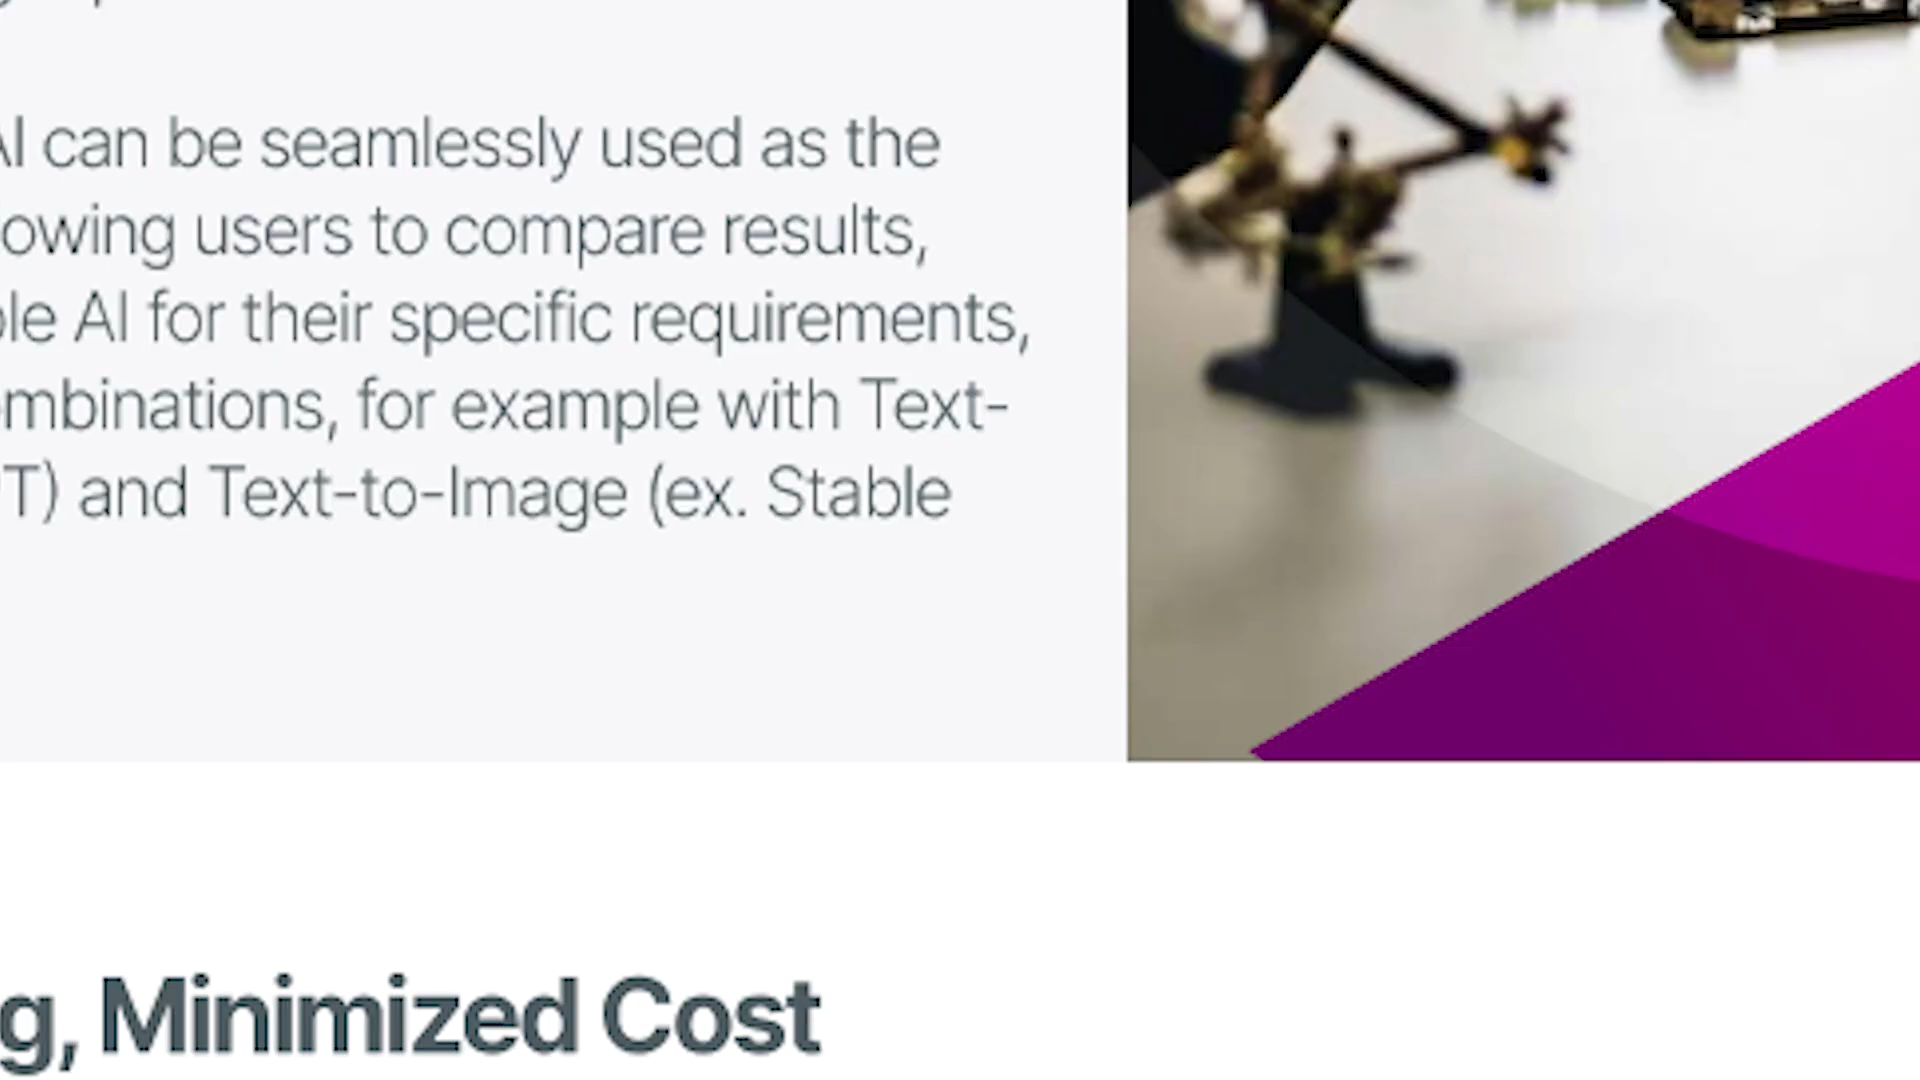 AI can be seamlessly used as the
owing users to compare results,
le AI for their specific requirements,
mbinations, for example with Text-
T) and Text-to-Image (ex. Stable
g, Minimized Cost